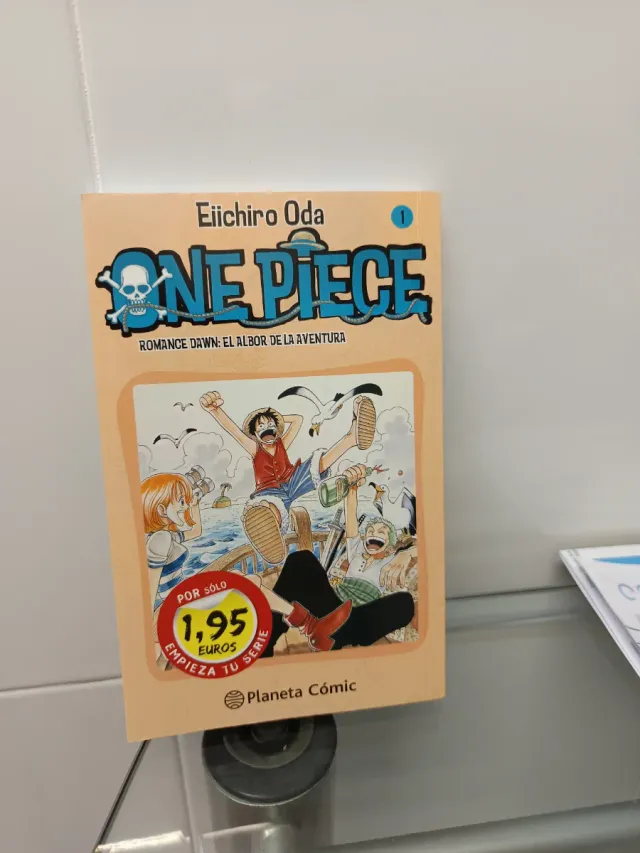 Eiichiro Oda
1
ONE PIECE
ROMANCE DAWN: EL ALBOR DE LA AVENTURA
POR SÓLO
1,95
EUROS
EMPIEZA TU SERIE
Planeta Cómic